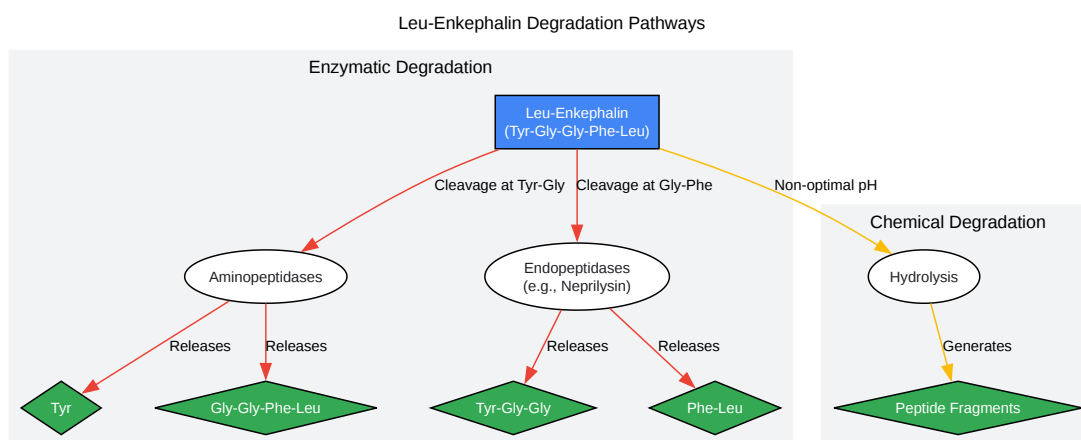 Leu-Enkephalin Degradation Pathways
Enzymatic Degradation
Leu-Enkephalin
(Tyr-Gly-Gly-Phe-Leu)
Cleavage at Tyr-Gly
Cleavage at Gly-Phe
Non-optimal pH
Chemical Degradation
Aminopeptidases
Endopeptidases
(e.g., Neprilysin)
Hydrolysis
Releases
Releases
Releases
Releases
Generates
Tyr
Gly-Gly-Phe-Leu
Tyr-Gly-Gly
Phe-Leu
Peptide Fragments